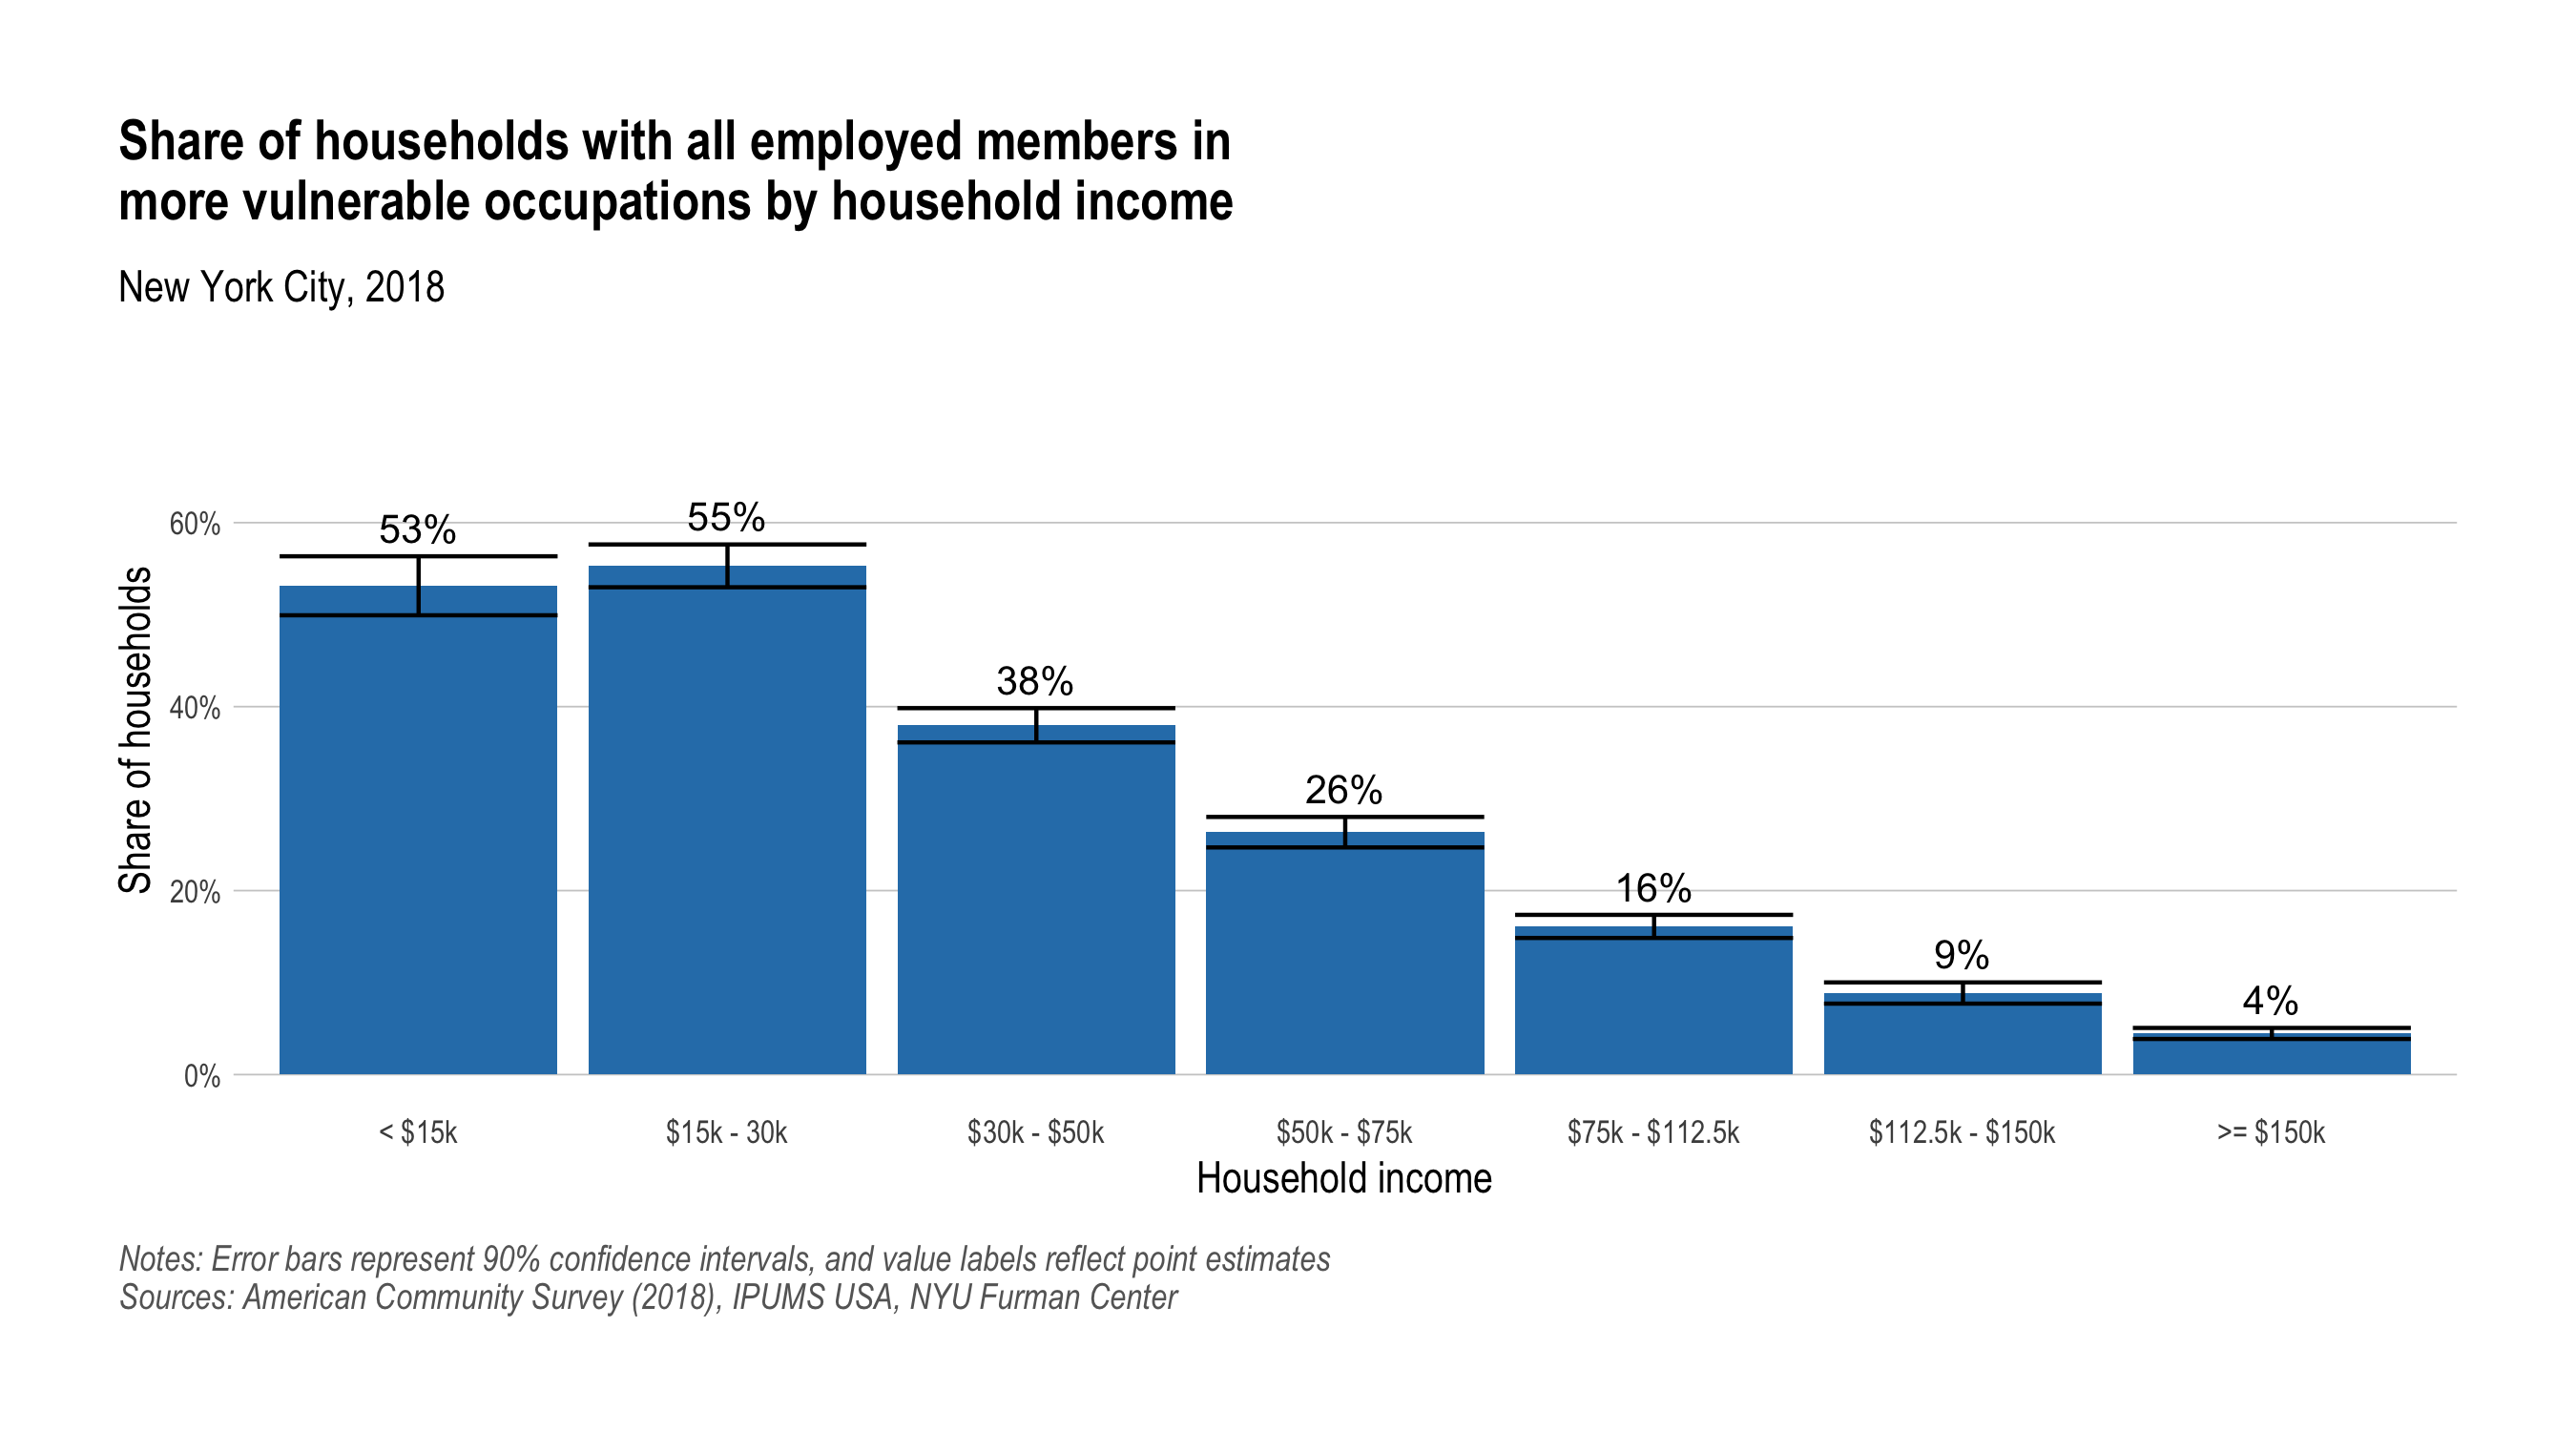 Share of households with all employed members in
more vulnerable occupations by household income
New York City, 2018
Share of households
60%
40%
20%
0%
53%
55%
38%
26%
16%
9%
4%
< $15k
$15k - 30k
$30k - $50k
$50k - $75k
$75k - $112.5k
$112.5k - $150k
>= $150k
Household income
Notes: Error bars represent 90% confidence intervals, and value labels reflect point estimates
Sources: American Community Survey (2018), IPUMS USA, NYU Furman Center